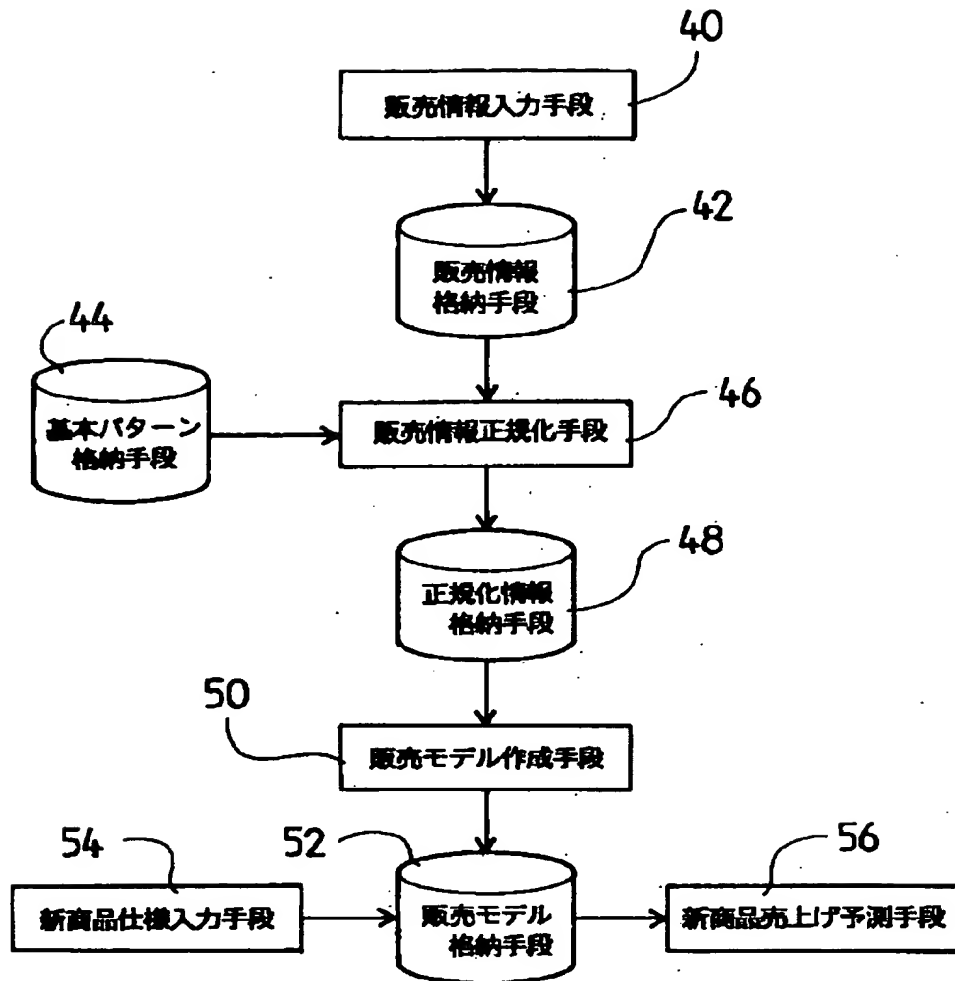 40
販売情報入力手段
42
販売情報
格納手段
44
基本パターン
格納手段
46
販売情報正規化手段
48
正規化情報
格納手段
50
販売モデル作成手段
54
新商品仕様入力手段
52
販売モデル
格納手段
56
新商品売上げ予測手段